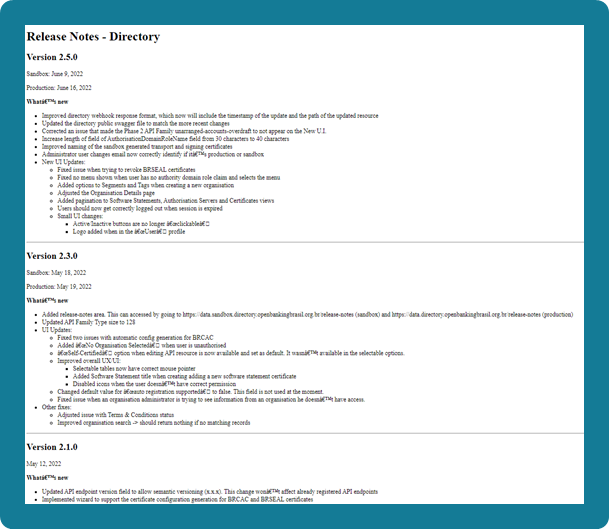 Release Notes - Directory
Version 2.5.0
Sandbox: June 9, 2022
Production: June 16, 2022
Whatâ€™s new
Improved directory webhook response format, which now will include the timestamp of the update and the path of the updated resource
Updated the directory public swagger file to match the more recent changes
Corrected an issue that made the Phase 2 API Family unarranged-accounts-overdraft to not appear on the New U.I.
Increase length of field of AuthorisationDomainRoleName field from 30 characters to 40 characters
Improved naming of the sandbox generated transport and signing certificates
Administrator user changes email now correctly identify if itâ€™s production or sandbox
New UI Updates:
Fixed issue when trying to revoke BRSEAL certificates
Fixed no menu shown when user has no authority domain role claim and selects the menu
Added options to Segments and Tags when creating a new organisation
Adjusted the Organisation Details page
Added pagination to Software Statements, Authorisation Servers and Certificates views
Users should now get correctly logged out when session is expired
Small UI changes:
Active/Inactive buttons are no longer â€œclickableâ€
Logo added when in the â€œUserâ€ profile
Version 2.3.0
Sandbox: May 18, 2022
Production: May 19, 2022
Whatâ€™s new
Added release-notes area. This can accessed by going to https://data.sandbox.directory.openbankingbrasil.org.br/release-notes (sandbox) and https://data.directory.openbankingbrasil.org.br/release-notes (production)
Updated API Family Type size to 128
UI Updates:
Fixed two issues with automatic config generation for BRCAC
Added â€œNo Organisation Selectedâ€ when user is unauthorised
â€œSelf-Certifiedâ€ option when editing API resource is now available and set as default. It wasnâ€™t available in the selectable options.
Improved overall UX/UI:
Selectable tables now have correct mouse pointer
Added Software Statement title when creating adding a new software statement certificate
Disabled icons when the user doesnâ€™t have correct permission
Changed default value for â€œauto registration supportedâ€ to false. This field is not used at the moment.
Fixed issue when an organisation administrator is trying to see information from an organisation he doesnâ€™t have access.
Other fixes:
Adjusted issue with Terms & Conditions status
Improved organisation search -> should return nothing if no matching records
Version 2.1.0
May 12, 2022
Whatâ€™s new
Updated API endpoint version field to allow semantic versioning (x.x.x). This change wonâ€™t affect already registered API endpoints
Implemented wizard to support the certificate configuration generation for BRCAC and BRSEAL certificates